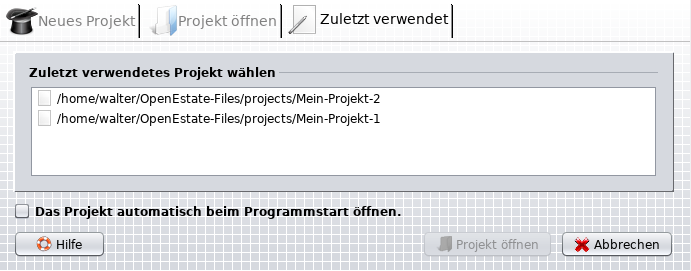 Neues Projekt Projekt öffnen Zuletzt verwendet
Zuletzt verwendetes Projekt wählen
/home/walter/OpenEstate-Files/projects/Mein-Projekt-2
/home/walter/OpenEstate-Files/projects/Mein-Projekt-1
Das Projekt automatisch beim Programmstart öffnen.
Hilfe Projekt öffnen Abbrechen